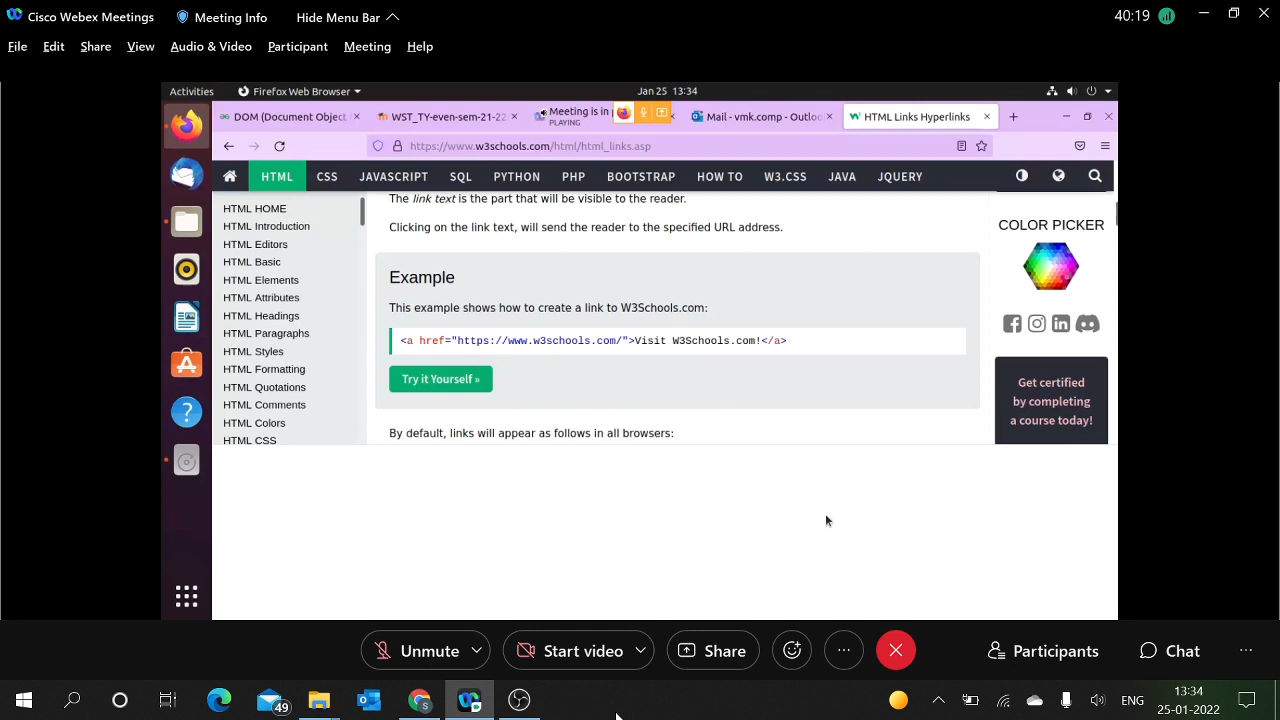 Cisco Webex Meetings Meeting Info Hide Menu Bar 40:19
File Edit Share View Audio & Video Participant Meeting Help
Activities Firefox Web Browser Jan 25 13:34
DOM (Document Object WST_TY-even-sem-21-22 Meeting is in p Mail - vmk.comp - Outloo HTML Links Hyperlinks
PLAYING
https://www.w3schools.com/html/html_links.asp
HTML CSS JAVASCRIPT SQL PYTHON PHP BOOTSTRAP HOW TO W3.CSS JAVA JQUERY
HTML HOME
HTML Introduction
HTML Editors
HTML Basic
HTML Elements
HTML Attributes
HTML Headings
HTML Paragraphs
HTML Styles
HTML Formatting
HTML Quotations
HTML Comments
HTML Colors
HTML CSS
The link text is the part that will be visible to the reader.
Clicking on the link text, will send the reader to the specified URL address.
Example
This example shows how to create a link to W3Schools.com:
<a href="https://www.w3schools.com/">Visit W3Schools.com!</a>
Try it Yourself »
By default, links will appear as follows in all browsers:
COLOR PICKER
Get certified
by completing
a course today!
Unmute Start video Share Participants Chat
49 ENG 13:34
25-01-2022